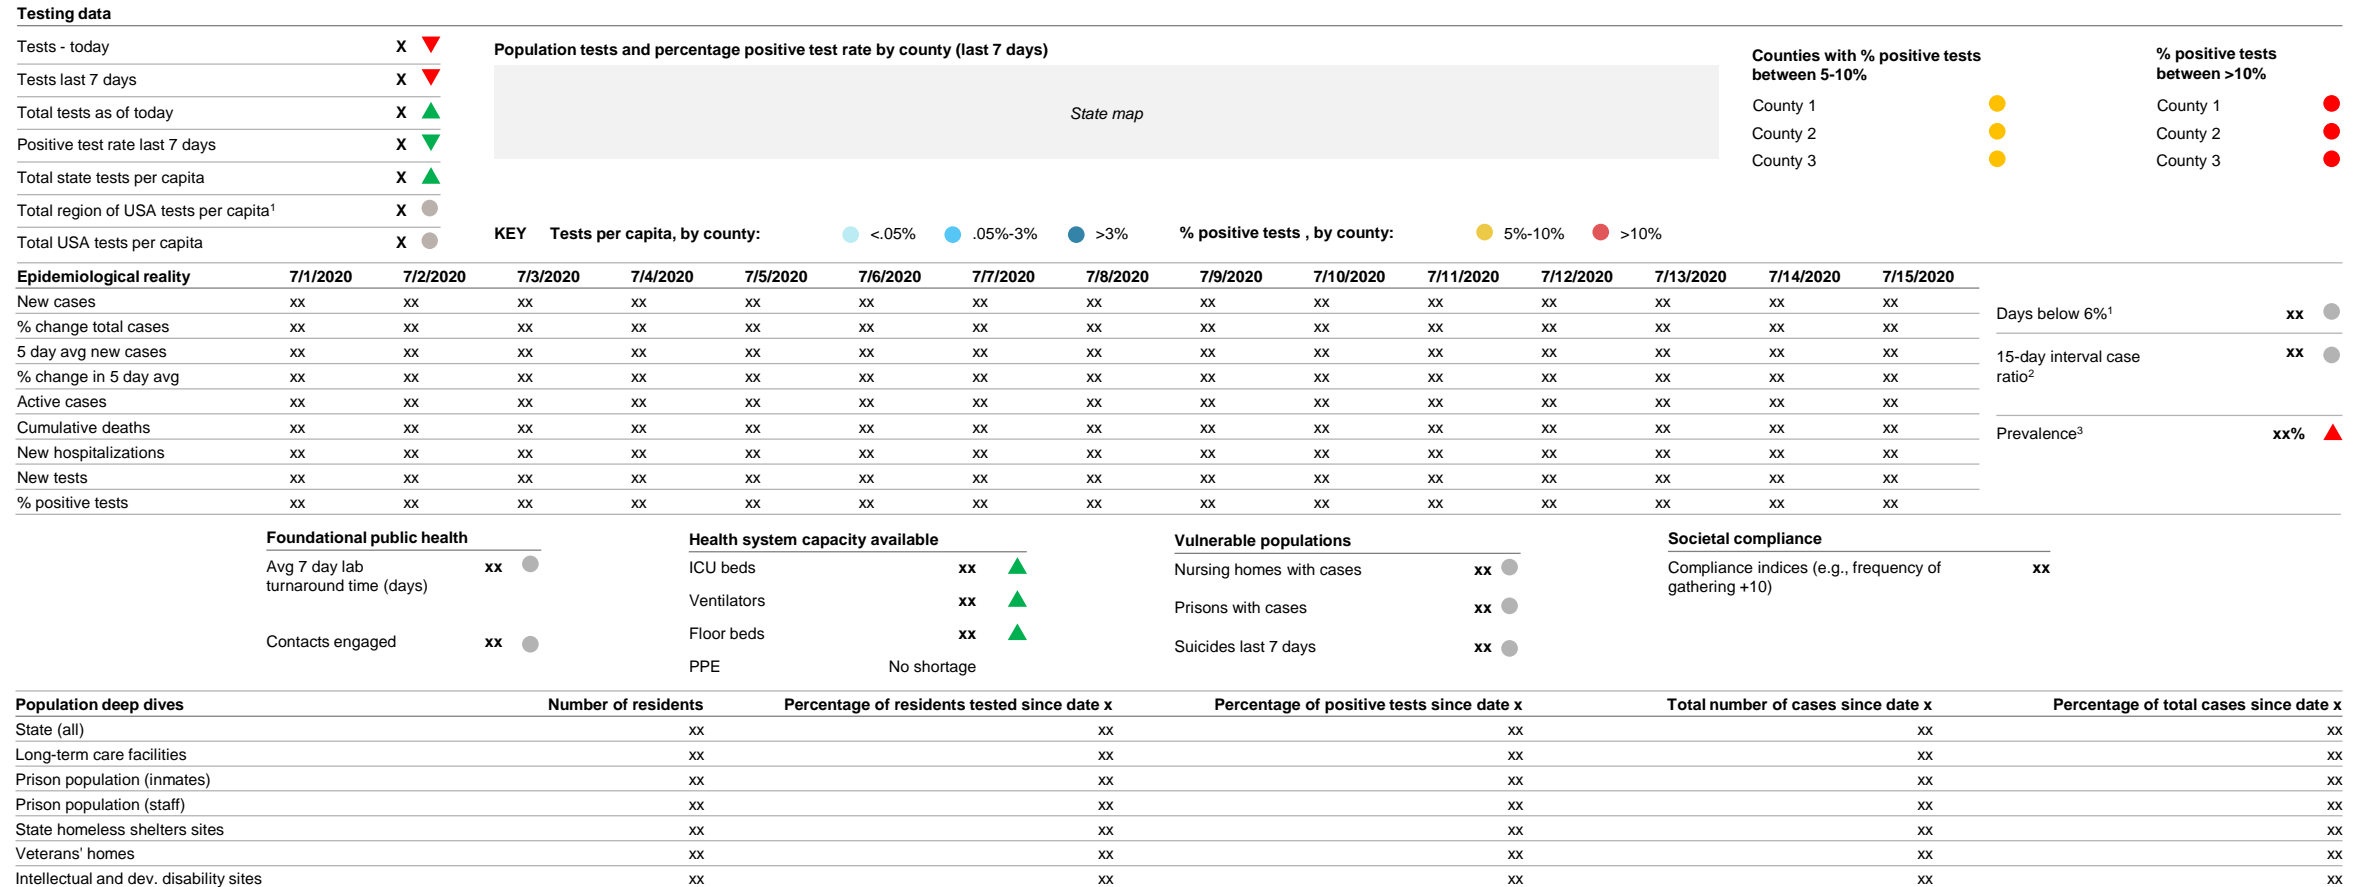 Testing data
Tests - today X
Tests last 7 days X
Total tests as of today X
Positive test rate last 7 days X
Total state tests per capita X
Total region of USA tests per capita¹ X
Total USA tests per capita X
Population tests and percentage positive test rate by county (last 7 days)
State map
KEY Tests per capita, by county: <.05% .05%-3% >3% % positive tests , by county: 5%-10% >10%
Counties with % positive tests
between 5-10%
County 1
County 2
County 3
% positive tests
between >10%
County 1
County 2
County 3
Epidemiological reality 7/1/2020 7/2/2020 7/3/2020 7/4/2020 7/5/2020 7/6/2020 7/7/2020 7/8/2020 7/9/2020 7/10/2020 7/11/2020 7/12/2020 7/13/2020 7/14/2020 7/15/2020
New cases xx xx xx xx xx xx xx xx xx xx xx xx xx xx xx
% change total cases xx xx xx xx xx xx xx xx xx xx xx xx xx xx xx
5 day avg new cases xx xx xx xx xx xx xx xx xx xx xx xx xx xx xx
% change in 5 day avg xx xx xx xx xx xx xx xx xx xx xx xx xx xx xx
Active cases xx xx xx xx xx xx xx xx xx xx xx xx xx xx xx
Cumulative deaths xx xx xx xx xx xx xx xx xx xx xx xx xx xx xx
New hospitalizations xx xx xx xx xx xx xx xx xx xx xx xx xx xx xx
New tests xx xx xx xx xx xx xx xx xx xx xx xx xx xx xx
% positive tests xx xx xx xx xx xx xx xx xx xx xx xx xx xx xx
Days below 6%¹ xx
15-day interval case xx
ratio²
Prevalence³ xx%
Foundational public health
Avg 7 day lab xx
turnaround time (days)
Contacts engaged xx
Health system capacity available
ICU beds xx
Ventilators xx
Floor beds xx
PPE No shortage
Vulnerable populations
Nursing homes with cases xx
Prisons with cases xx
Suicides last 7 days xx
Societal compliance
Compliance indices (e.g., frequency of xx
gathering +10)
Population deep dives Number of residents Percentage of residents tested since date x Percentage of positive tests since date x Total number of cases since date x Percentage of total cases since date x
State (all) xx xx xx xx xx
Long-term care facilities xx xx xx xx xx
Prison population (inmates) xx xx xx xx xx
Prison population (staff) xx xx xx xx xx
State homeless shelters sites xx xx xx xx xx
Veterans' homes xx xx xx xx xx
Intellectual and dev. disability sites xx xx xx xx xx